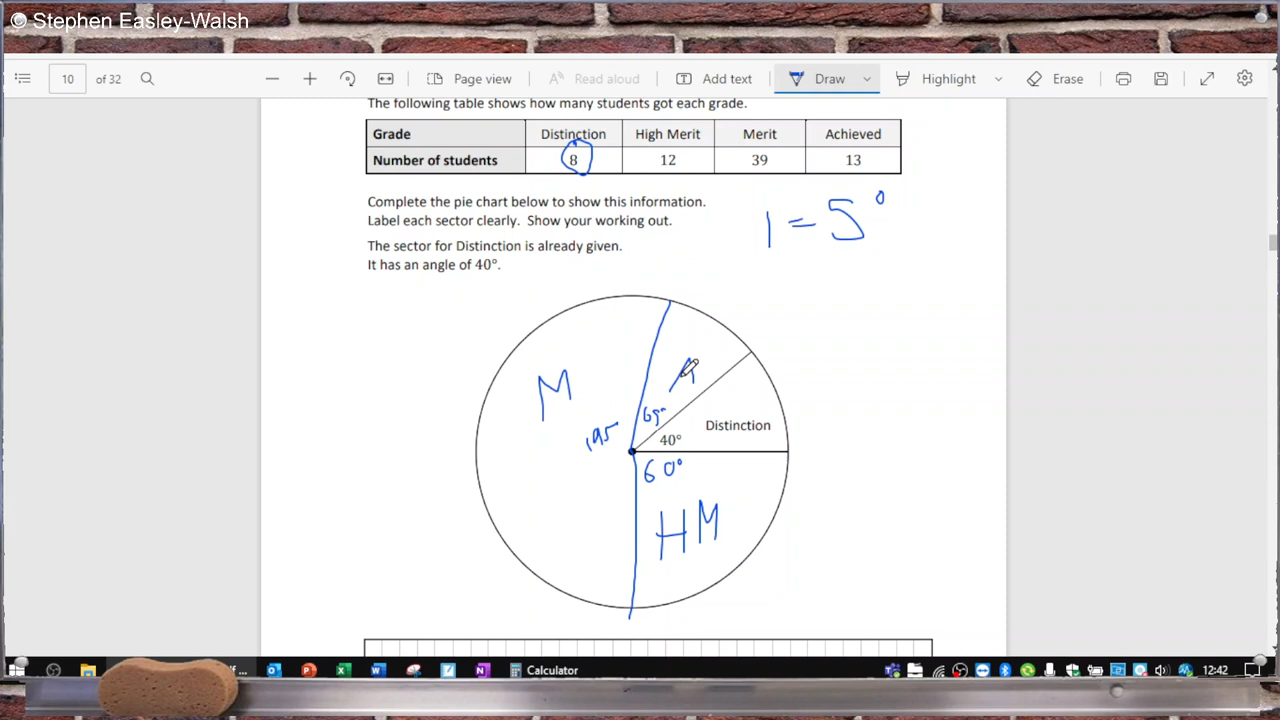 © Stephen Easley-Walsh
10 of 32 Page view Read aloud Add text Draw Highlight Erase
The following table shows how many students got each grade.
Grade Distinction High Merit Merit Achieved
Number of students 8 12 39 13
Complete the pie chart below to show this information.
Label each sector clearly. Show your working out.
1 = 5°
The sector for Distinction is already given.
It has an angle of 40°.
M A
65°
Distinction
195 40°
60°
HM
Calculator 12:42